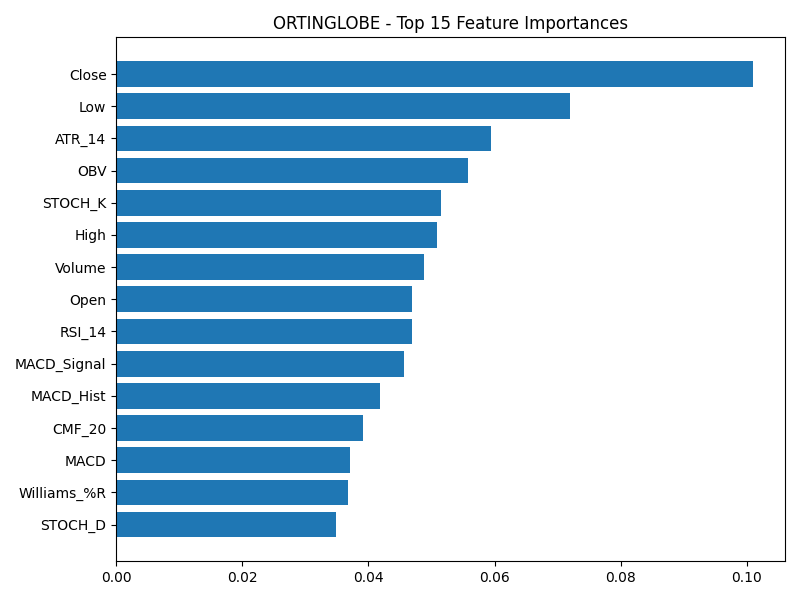 ORTINGLOBE - Top 15 Feature Importances
Close
Low
ATR_14
OBV
STOCH_K
High
Volume
Open
RSI_14
MACD_Signal
MACD_Hist
CMF_20
MACD
Williams_%R
STOCH_D
0.00 0.02 0.04 0.06 0.08 0.10